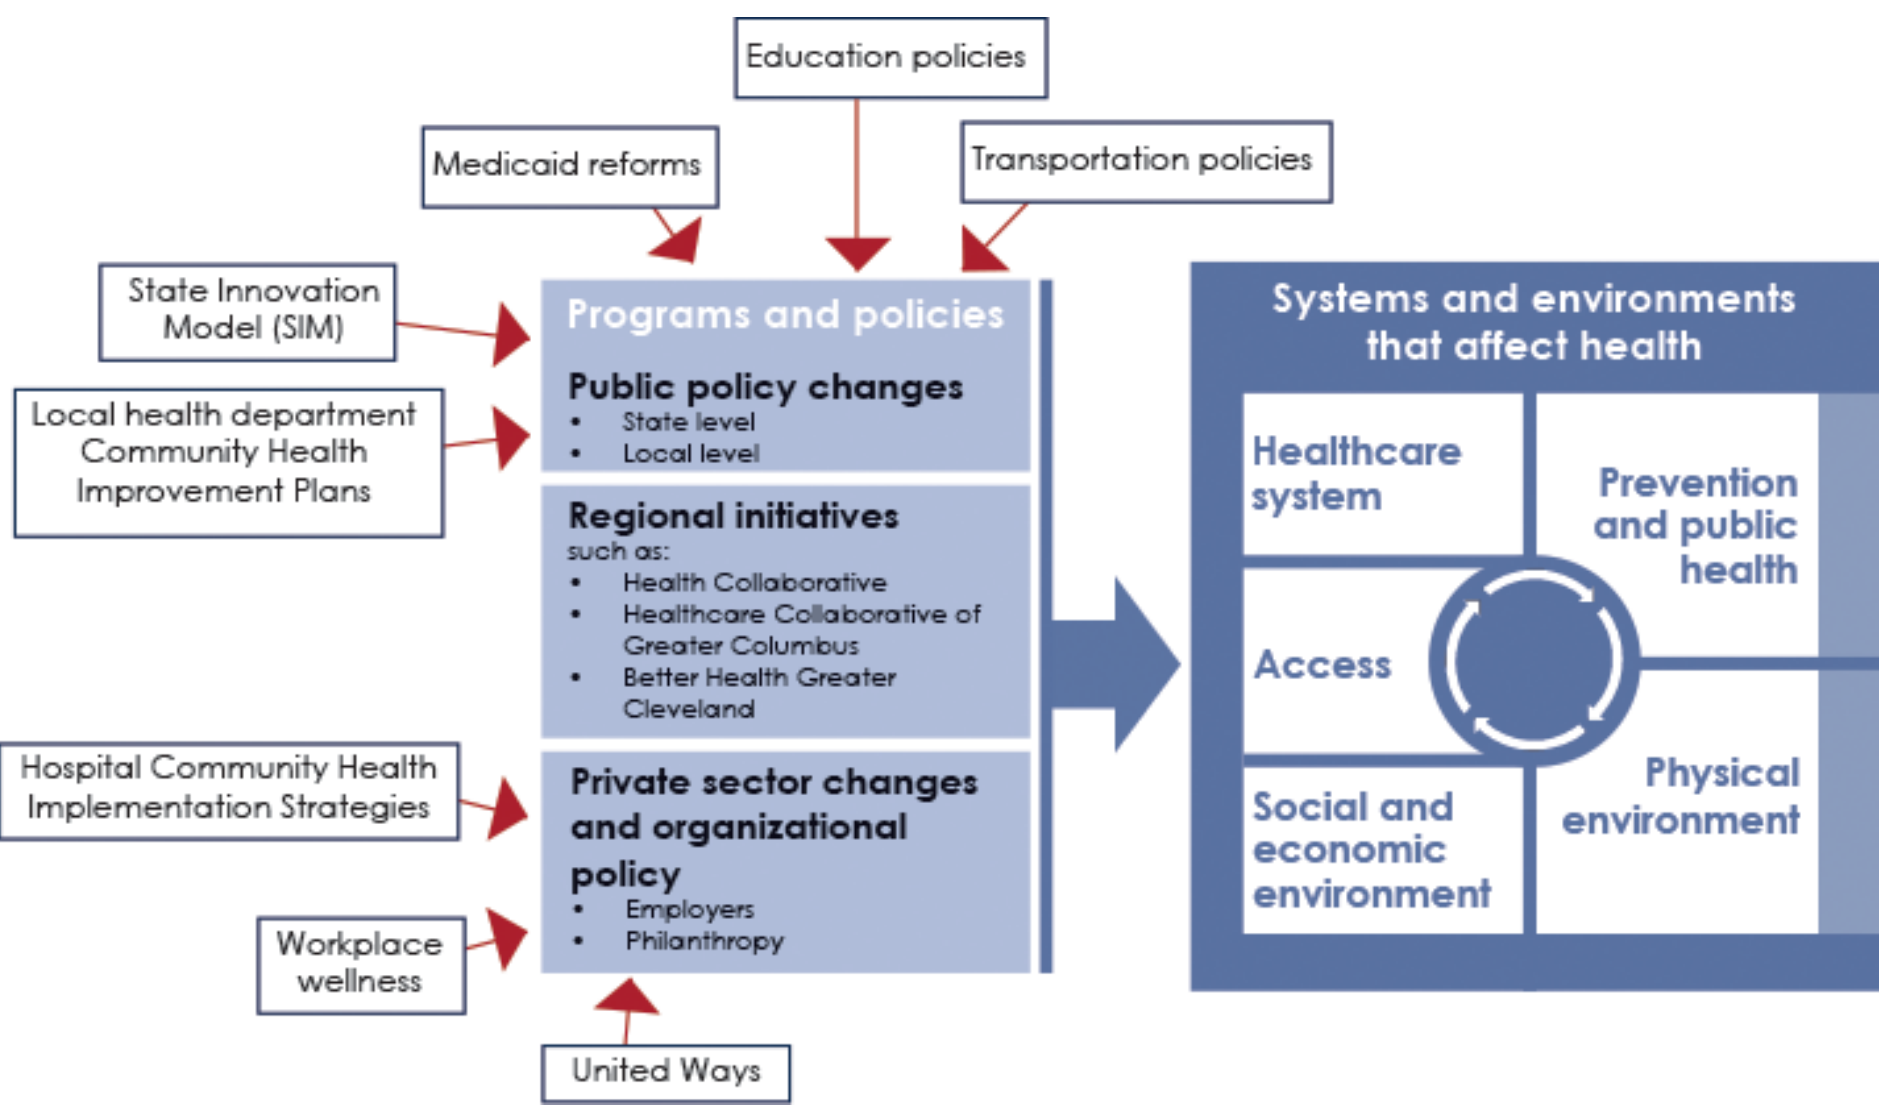 Education policies
Medicaid reforms
Transportation policies
State Innovation
Model (SIM)
Local health department
Community Health
Improvement Plans
Hospital Community Health
Implementation Strategies
Workplace
wellness
United Ways
Programs and policies
Public policy changes
• State level
• Local level
Regional initiatives
such as:
• Health Collaborative
• Healthcare Collaborative of
Greater Columbus
• Better Health Greater
Cleveland
Private sector changes
and organizational
policy
• Employers
• Philanthropy
Systems and environments
that affect health
Healthcare
system
Prevention
and public
health
Access
Physical
environment
Social and
economic
environment